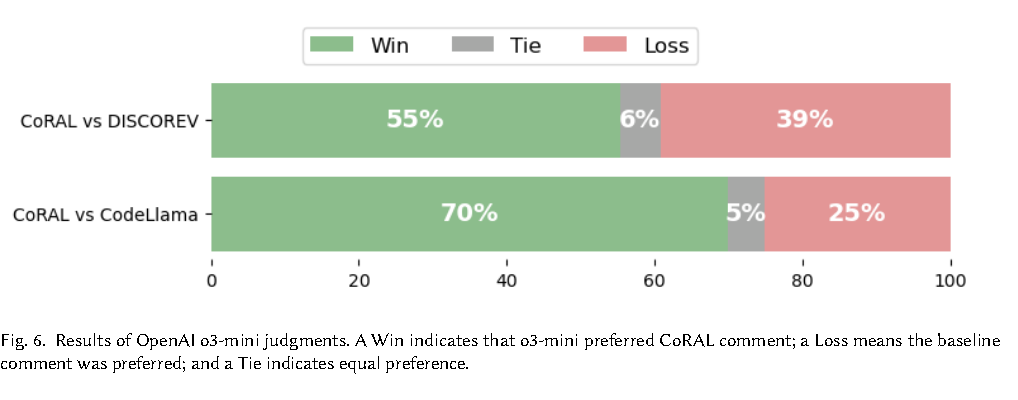 Win Tie Loss
CoRAL vs DISCOREV 55% 6% 39%
CoRAL vs CodeLlama 70% 5% 25%
0 20 40 60 80 100
Fig. 6. Results of OpenAI o3-mini judgments. A Win indicates that o3-mini preferred CoRAL comment; a Loss means the baseline
comment was preferred; and a Tie indicates equal preference.